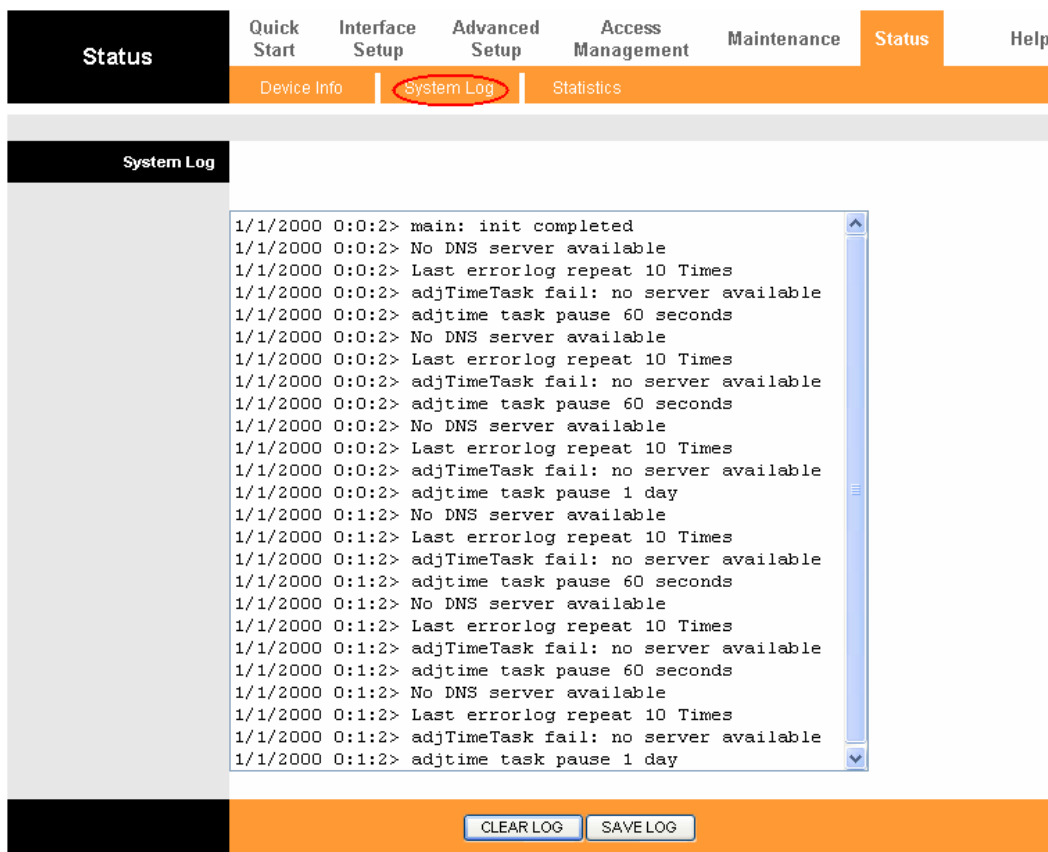 Status
Quick Start
Interface Setup
Advanced Setup
Access Management
Maintenance
Status
Help
Device Info
System Log
Statistics
System Log
1/1/2000 0:0:2> main: init completed
1/1/2000 0:0:2> No DNS server available
1/1/2000 0:0:2> Last errorlog repeat 10 Times
1/1/2000 0:0:2> adjTimeTask fail: no server available
1/1/2000 0:0:2> adjtime task pause 60 seconds
1/1/2000 0:0:2> No DNS server available
1/1/2000 0:0:2> Last errorlog repeat 10 Times
1/1/2000 0:0:2> adjTimeTask fail: no server available
1/1/2000 0:0:2> adjtime task pause 60 seconds
1/1/2000 0:0:2> No DNS server available
1/1/2000 0:0:2> Last errorlog repeat 10 Times
1/1/2000 0:0:2> adjTimeTask fail: no server available
1/1/2000 0:0:2> adjtime task pause 1 day
1/1/2000 0:1:2> No DNS server available
1/1/2000 0:1:2> Last errorlog repeat 10 Times
1/1/2000 0:1:2> adjTimeTask fail: no server available
1/1/2000 0:1:2> adjtime task pause 60 seconds
1/1/2000 0:1:2> No DNS server available
1/1/2000 0:1:2> Last errorlog repeat 10 Times
1/1/2000 0:1:2> adjTimeTask fail: no server available
1/1/2000 0:1:2> adjtime task pause 60 seconds
1/1/2000 0:1:2> No DNS server available
1/1/2000 0:1:2> Last errorlog repeat 10 Times
1/1/2000 0:1:2> adjTimeTask fail: no server available
1/1/2000 0:1:2> adjtime task pause 1 day
CLEAR LOG
SAVE LOG